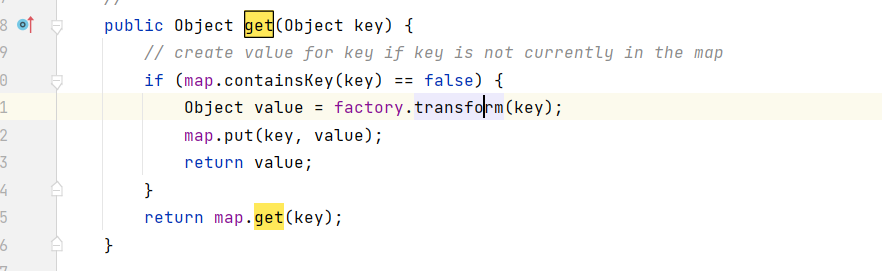 //
8 public Object get(Object key) {
9 // create value for key if key is not currently in the map
0 if (map.containsKey(key) == false) {
1 Object value = factory.transform(key);
2 map.put(key, value);
3 return value;
4 }
5 return map.get(key);
6 }